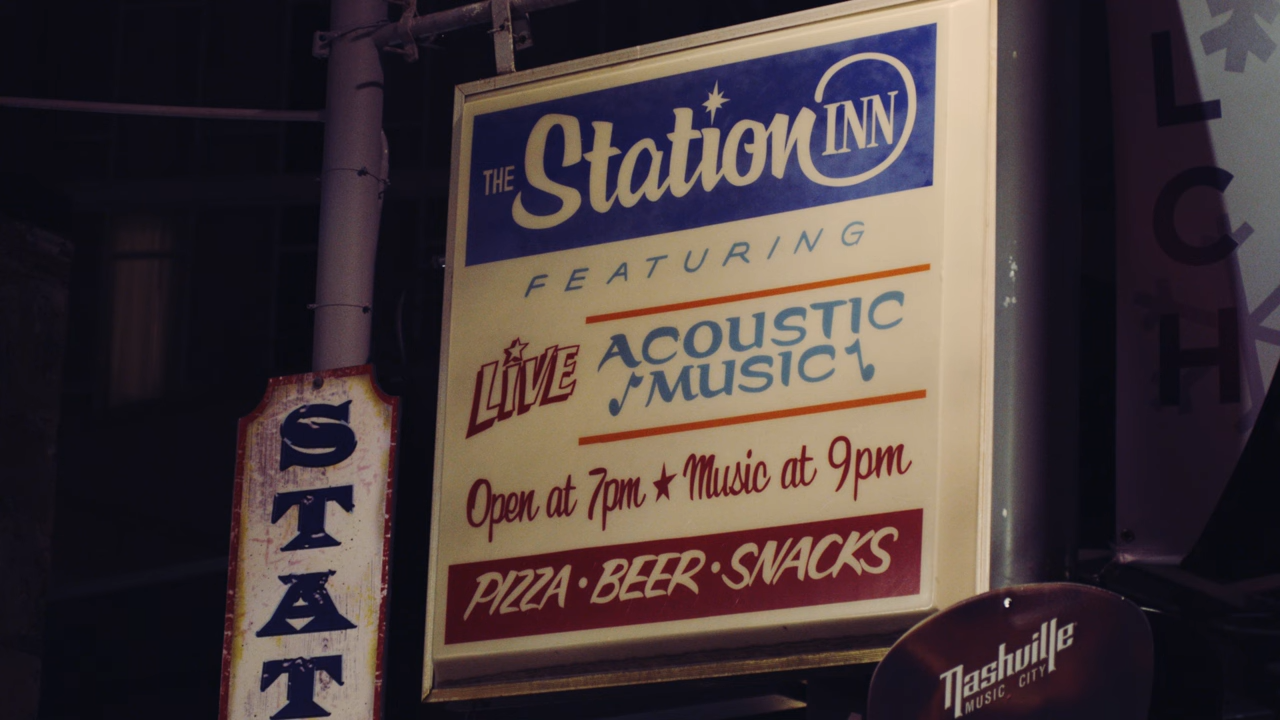 THE Station INN
FEATURING
LIVE ACOUSTIC
MUSIC
Open at 7pm ★ Music at 9pm
PIZZA · BEER · SNACKS
S
T
A
T
L
C
H
Nashville
MUSIC CITY